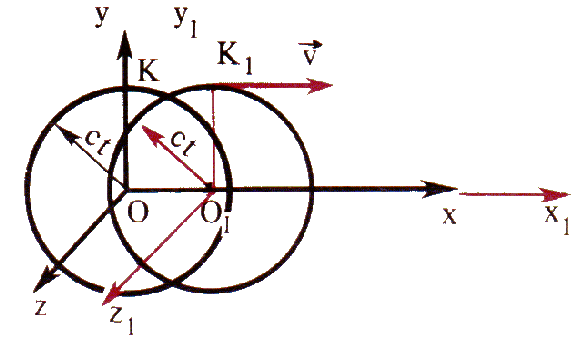 y y₁
K K₁ v⃗
ct ct
O O₁ x x₁
z z₁